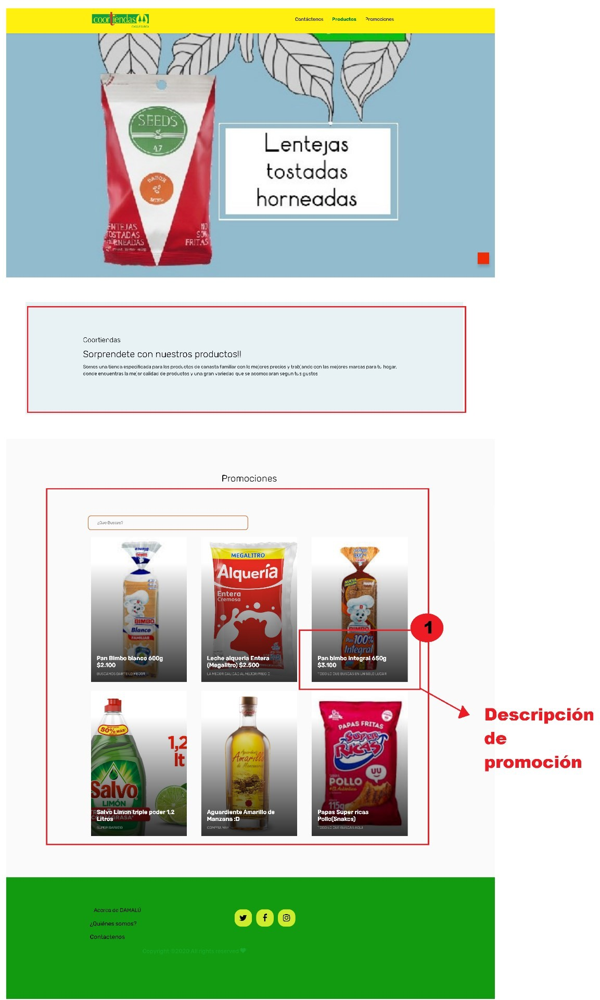 coortiendas
CASABLANCA
Contáctenos Productos Promociones
SEEDS
47
SABOR
MIEL
LENTEJAS
TOSTADAS
HORNEADAS
NO
SON
FRITAS
Lentejas
tostadas
horneadas
Coortiendas
Sorprendete con nuestros productos!!
Somos una tienda especificada para los productos de canasta familiar con lo mejores precios y trabjando con las mejores marcas para tu hogar,
donde encuentras la mejor calidad de productos y una gran variedad que se acomodaran segun tus gustos
Promociones
¿Que Buscas?
Blanco
BIMBO
Blanco
FAMILIAR
Pan Bimbo blanco 600g
$2.100
BUSCAMOS DARTE LO MEJOR
MEGALITRO
Alquería
Entera
Cremosa
Leche alqueria Entera
(Megalitro) $2.500
LA MEJOR CALIDAD AL MEJOR PRECIO
BIMBO
Pan 100%
Integral
Pan bimbo integral 650g
$3.100
TODO LO QUE BUSCAS EN UN SOLO LUGAR
1
Descripción
de
promoción
50% MÁS*
1,2
lt
Salvo
LIMÓN
CORTAGRASA*
Salvo Limon triple poder 1,2
Litros
SUPER BARATO
Aguardiente
Amarillo
de Manzanares
Aguardiente Amarillo de
Manzana :D
COMPRA YA!!
0%
PAPAS FRITAS
SUPER
RICAS
UU
SABOR
POLLO
115g
Papas Super ricas
Pollo(Snakcs)
TODO LO QUE BUSCAS AQUI
Acerca de DAMALÚ
¿Quiénes somos?
Contactenos
Copyright ©2020 All rights reserved